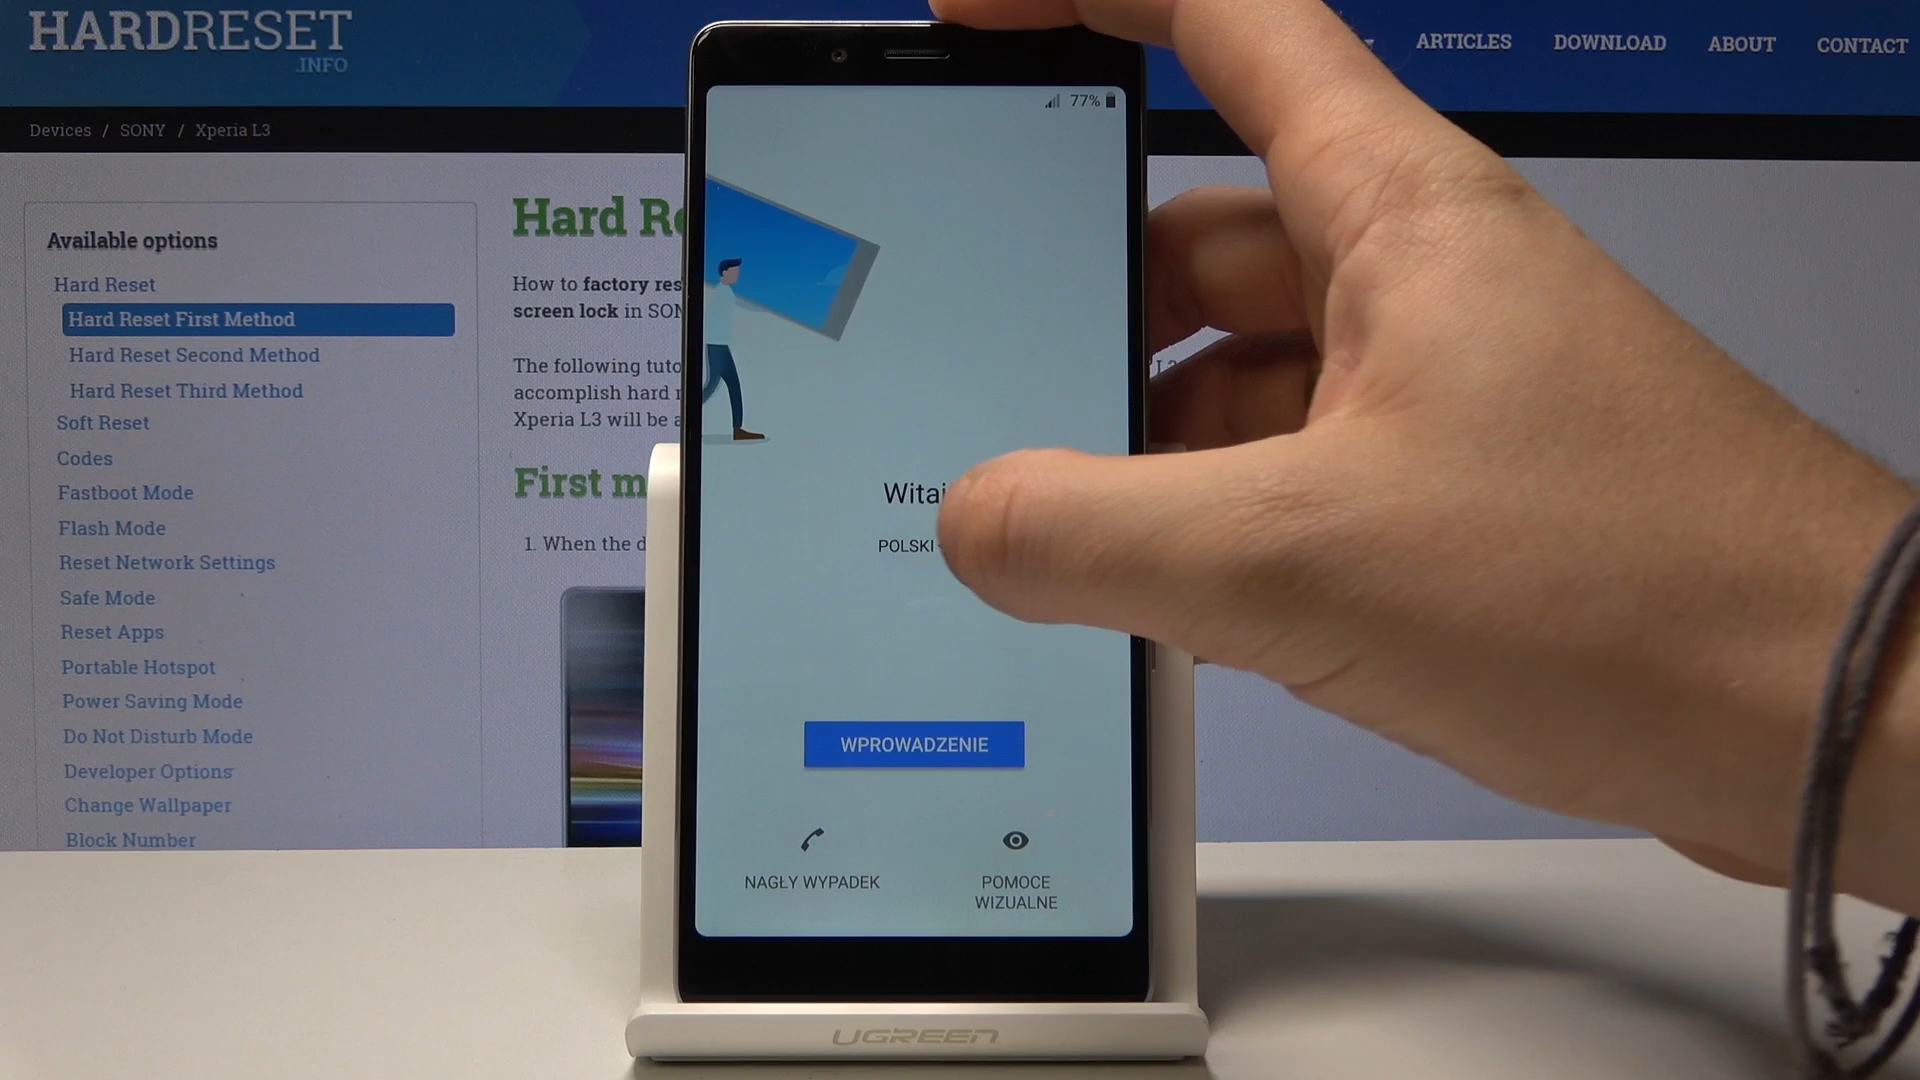 HARDRESET
.INFO
ARTICLES DOWNLOAD ABOUT CONTACT
Devices / SONY / Xperia L3
Available options
Hard Reset
Hard Reset First Method
Hard Reset Second Method
Hard Reset Third Method
Soft Reset
Codes
Fastboot Mode
Flash Mode
Reset Network Settings
Safe Mode
Reset Apps
Portable Hotspot
Power Saving Mode
Do Not Disturb Mode
Developer Options
Change Wallpaper
Block Number
Hard
How to factory
screen lock in
The following
accomplish hard
Xperia L3 will be
First
1. When the
77%
Witaj
POLSKI
WPROWADZENIE
NAGŁY WYPADEK
POMOCE
WIZUALNE
UGREEN